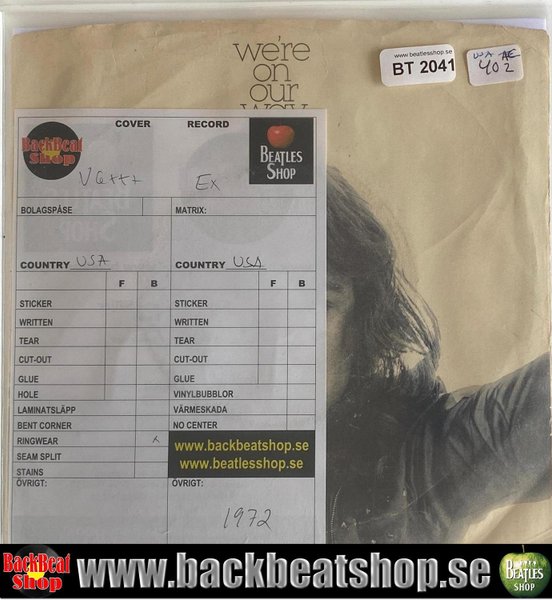 we're
on
our
way
www.beatlesshop.se
BT 2041
402
COVER RECORD
BackBeat
Shop
BEATLES
SHOP
VG+++ Ex
BOLAGSPÅSE MATRIX:
COUNTRY USA COUNTRY USA
F B F B
STICKER STICKER
WRITTEN WRITTEN
TEAR TEAR
CUT-OUT CUT-OUT
GLUE GLUE
HOLE VINYLBUBBLOR
LAMINATSLÄPP VÄRMESKADA
BENT CORNER NO CENTER
RINGWEAR x
SEAM SPLIT
STAINS
www.backbeatshop.se
www.beatlesshop.se
ÖVRIGT: ÖVRIGT:
1972
BackBeat
Shop
www.backbeatshop.se
BEATLES
SHOP